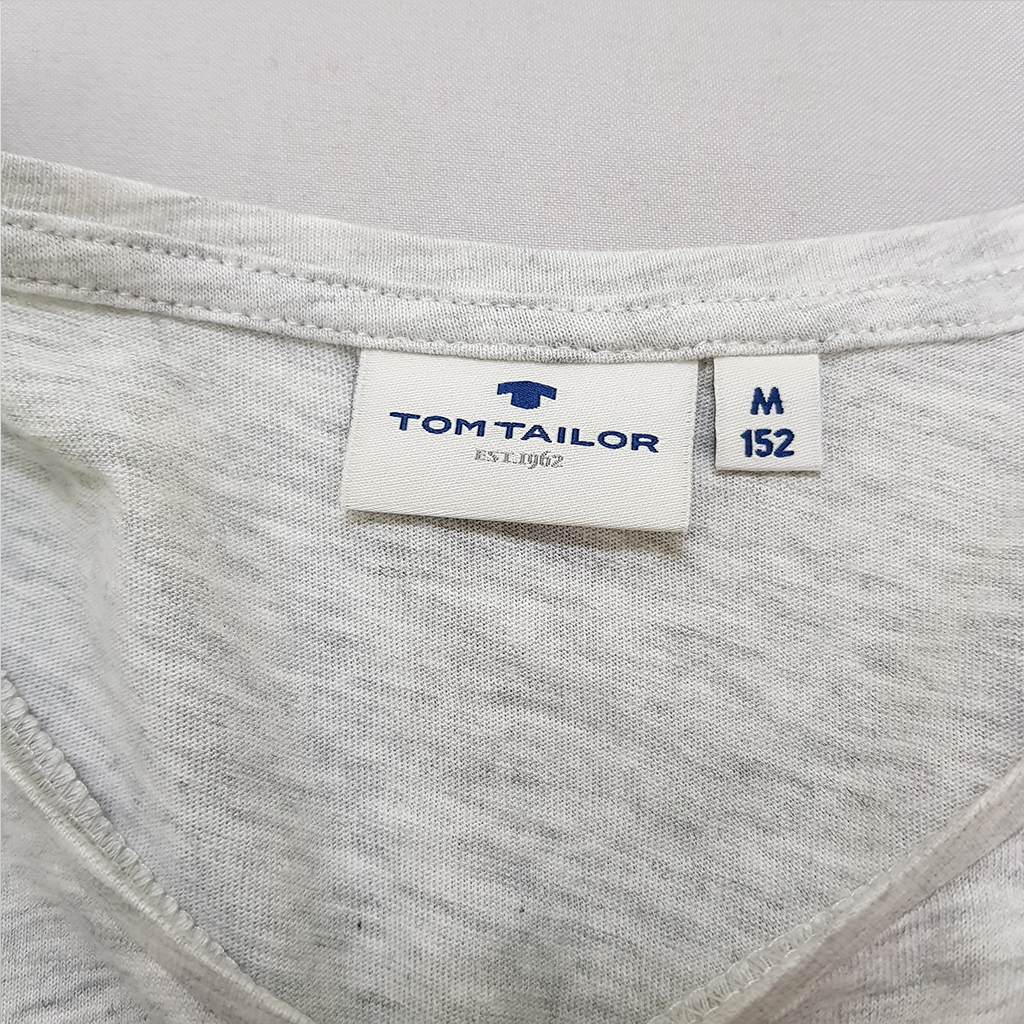 TOM TAILOR
EST.1962
M
152